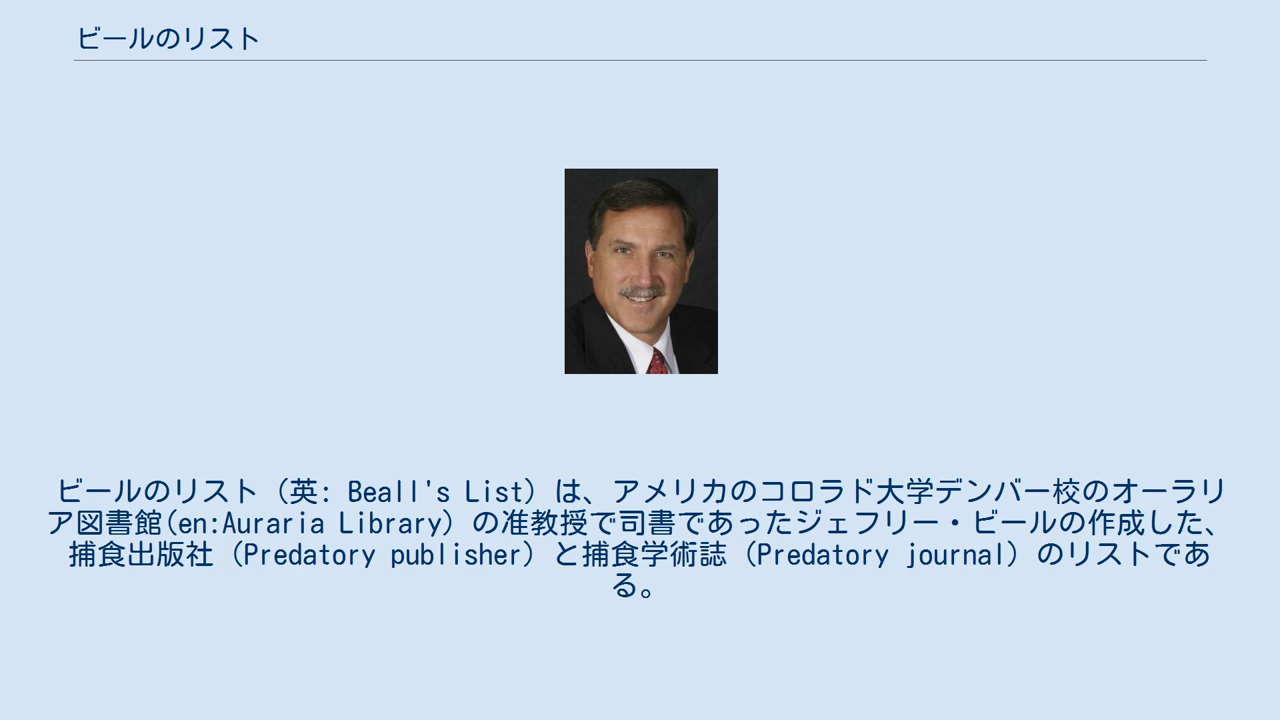 ビールのリスト
ビールのリスト（英: Beall's List）は、アメリカのコロラド大学デンバー校のオーラリ
ア図書館(en:Auraria Library）の准教授で司書であったジェフリー・ビールの作成した、
捕食出版社（Predatory publisher）と捕食学術誌（Predatory journal）のリストであ
る。